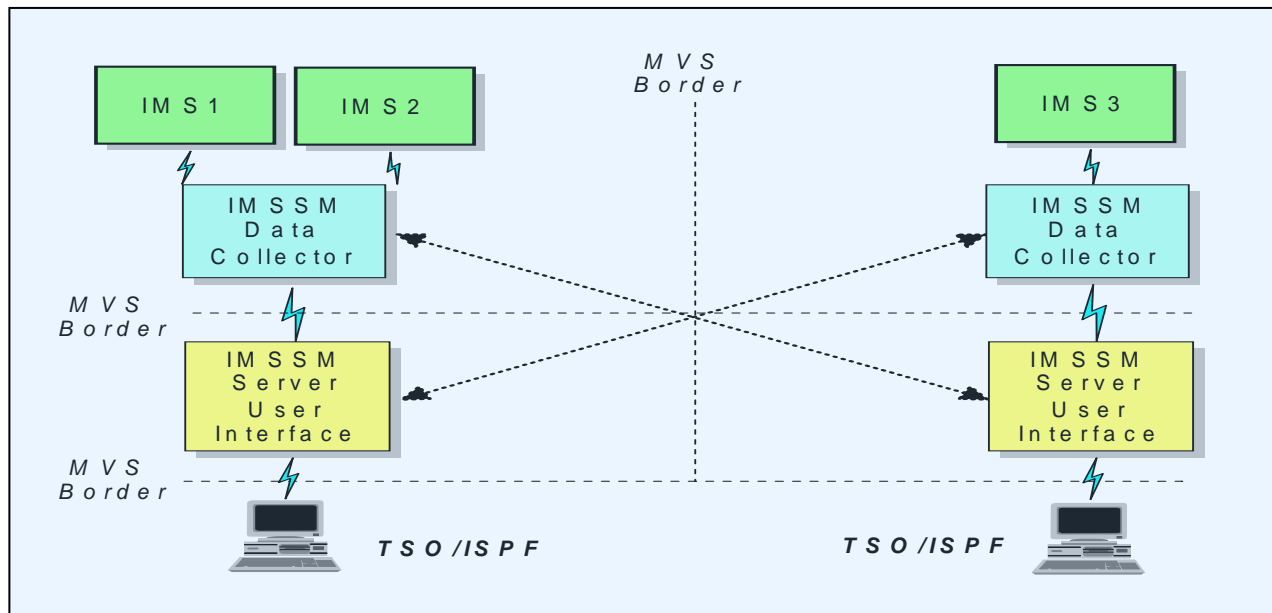 IMS1
IMS2
MVS
Border
IMS3
IMSSM
Data
Collector
IMSSM
Data
Collector
MVS
Border
IMSSM
Server
User
Interface
IMSSM
Server
User
Interface
MVS
Border
TSO/ISPF
TSO/ISPF